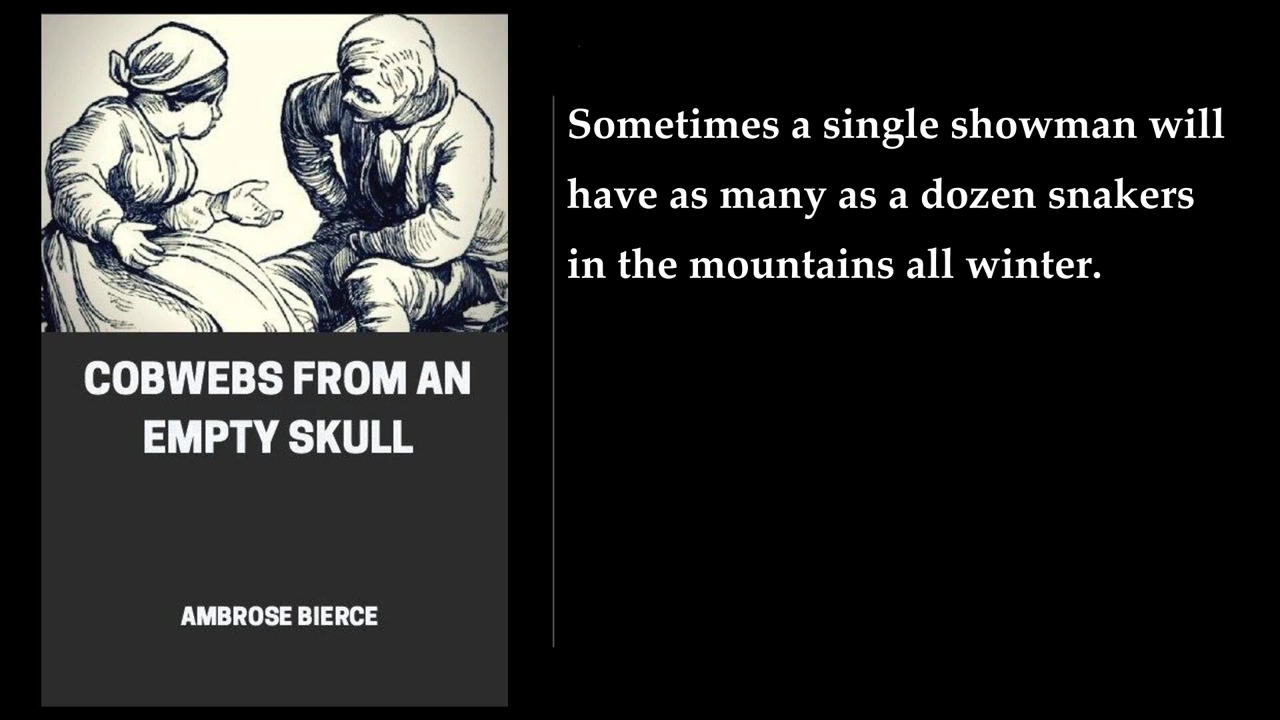 COBWEBS FROM AN
EMPTY SKULL
AMBROSE BIERCE
Sometimes a single showman will
have as many as a dozen snakers
in the mountains all winter.